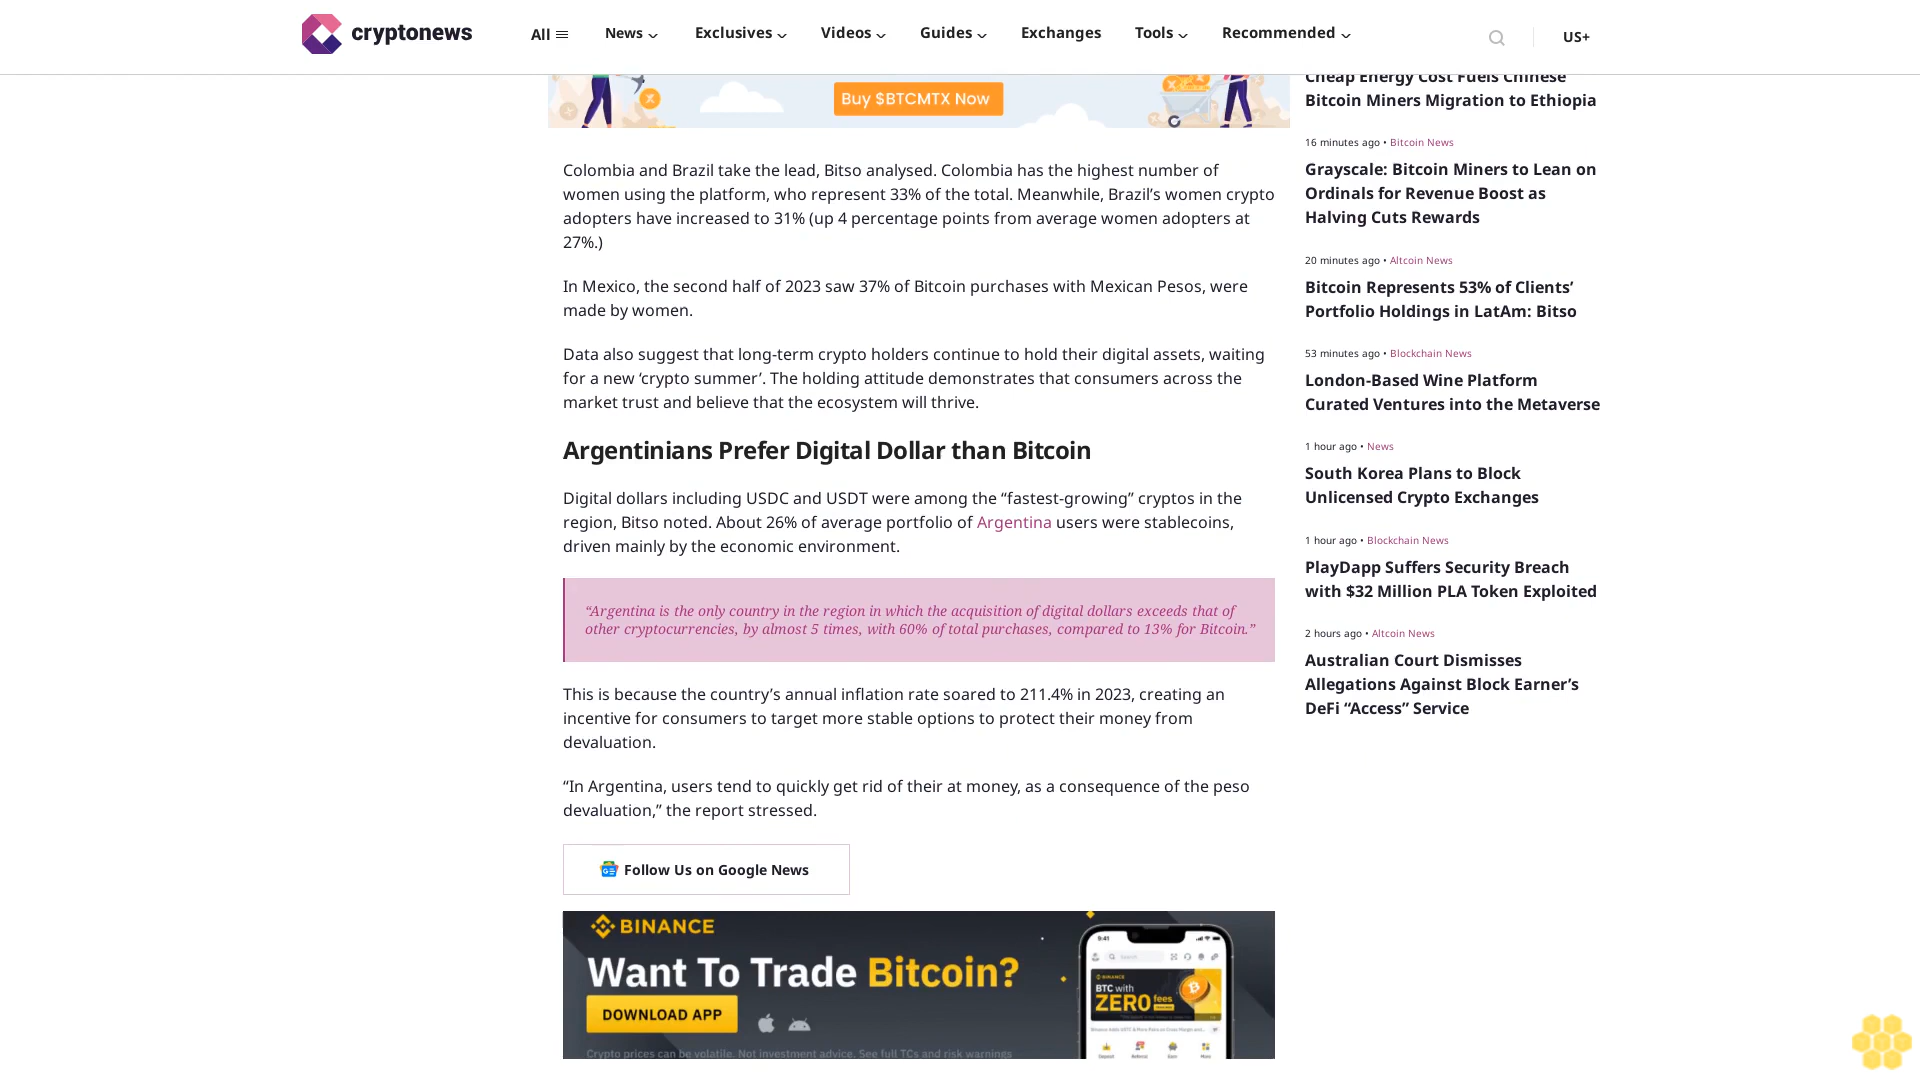 cryptonews
All
News
Exclusives
Videos
Guides
Exchanges
Tools
Recommended
US+
Buy $BTCMTX Now
Colombia and Brazil take the lead, Bitso analysed. Colombia has the highest number of
women using the platform, who represent 33% of the total. Meanwhile, Brazil’s women crypto
adopters have increased to 31% (up 4 percentage points from average women adopters at
27%.)
In Mexico, the second half of 2023 saw 37% of Bitcoin purchases with Mexican Pesos, were
made by women.
Data also suggest that long-term crypto holders continue to hold their digital assets, waiting
for a new ‘crypto summer’. The holding attitude demonstrates that consumers across the
market trust and believe that the ecosystem will thrive.
Argentinians Prefer Digital Dollar than Bitcoin
Digital dollars including USDC and USDT were among the “fastest-growing” cryptos in the
region, Bitso noted. About 26% of average portfolio of Argentina users were stablecoins,
driven mainly by the economic environment.
“Argentina is the only country in the region in which the acquisition of digital dollars exceeds that of
other cryptocurrencies, by almost 5 times, with 60% of total purchases, compared to 13% for Bitcoin.”
This is because the country’s annual inflation rate soared to 211.4% in 2023, creating an
incentive for consumers to target more stable options to protect their money from
devaluation.
“In Argentina, users tend to quickly get rid of their at money, as a consequence of the peso
devaluation,” the report stressed.
Follow Us on Google News
BINANCE
Want To Trade Bitcoin?
DOWNLOAD APP
Crypto prices can be volatile. Not investment advice. See full TCs and risk warnings
9:41
Search
BINANCE
BTC with
ZERO fees
Deposit
Referral
Earn
More
Cheap Energy Cost Fuels Chinese
Bitcoin Miners Migration to Ethiopia
16 minutes ago • Bitcoin News
Grayscale: Bitcoin Miners to Lean on
Ordinals for Revenue Boost as
Halving Cuts Rewards
20 minutes ago • Altcoin News
Bitcoin Represents 53% of Clients’
Portfolio Holdings in LatAm: Bitso
53 minutes ago • Blockchain News
London-Based Wine Platform
Curated Ventures into the Metaverse
1 hour ago • News
South Korea Plans to Block
Unlicensed Crypto Exchanges
1 hour ago • Blockchain News
PlayDapp Suffers Security Breach
with $32 Million PLA Token Exploited
2 hours ago • Altcoin News
Australian Court Dismisses
Allegations Against Block Earner’s
DeFi “Access” Service